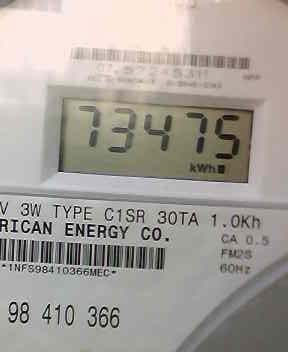 73475
kWh
V 3W TYPE C1SR 30TA 1.0Kh
RICAN ENERGY CO.
CA 0.5
FM2S
60Hz
*1NFS98410366MEC*
98 410 366